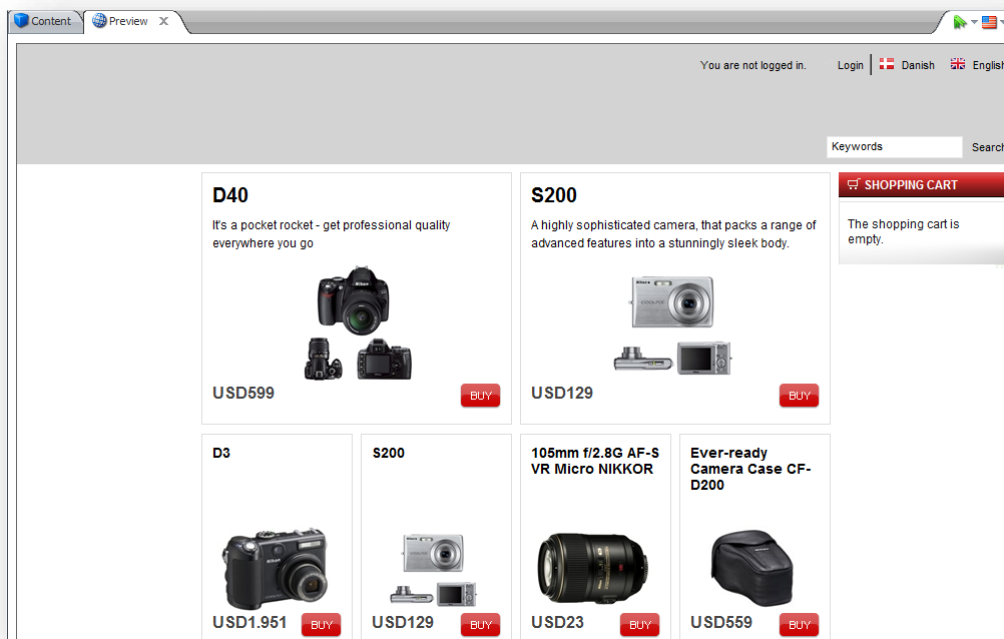 Content
Preview
You are not logged in.
Login
Danish
English
Keywords
Search
D40
It's a pocket rocket - get professional quality
everywhere you go
USD599
BUY
S200
A highly sophisticated camera, that packs a range of
advanced features into a stunningly sleek body.
USD129
BUY
SHOPPING CART
The shopping cart is
empty.
D3
USD1.951
BUY
S200
USD129
BUY
105mm f/2.8G AF-S
VR Micro NIKKOR
USD23
BUY
Ever-ready
Camera Case CF-
D200
USD559
BUY